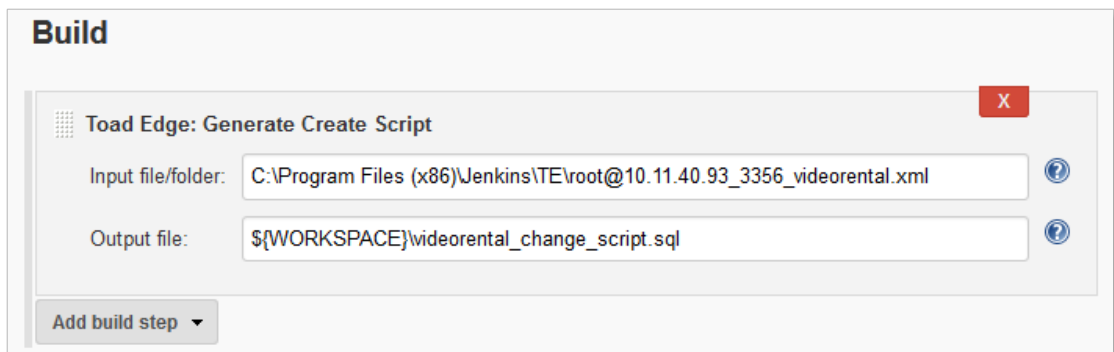 Build
X
Toad Edge: Generate Create Script
Input file/folder: C:\Program Files (x86)\Jenkins\TE\root@10.11.40.93_3356_videorental.xml ?
Output file: ${WORKSPACE}\videorental_change_script.sql ?
Add build step